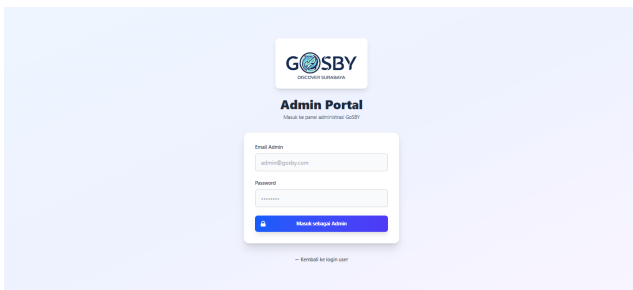 GOSBY
DISCOVER SURABAYA
Admin Portal
Masuk ke panel administrasi GoSBY
Email Admin
admin@gosby.com
Password
••••••••
Masuk sebagai Admin
← Kembali ke login user